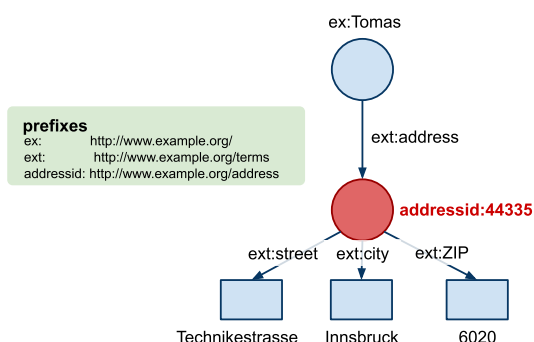 ex:Tomas
prefixes
ex: http://www.example.org/
ext: http://www.example.org/terms
addressid: http://www.example.org/address
ext:address
addressid:44335
ext:street ext:city ext:ZIP
Technikestrasse Innsbruck 6020